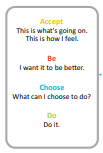 Accept
This is what's going on.
This is how I feel.
Be
I want it to be better.
Choose
What can I choose to do?
Do
Do it.